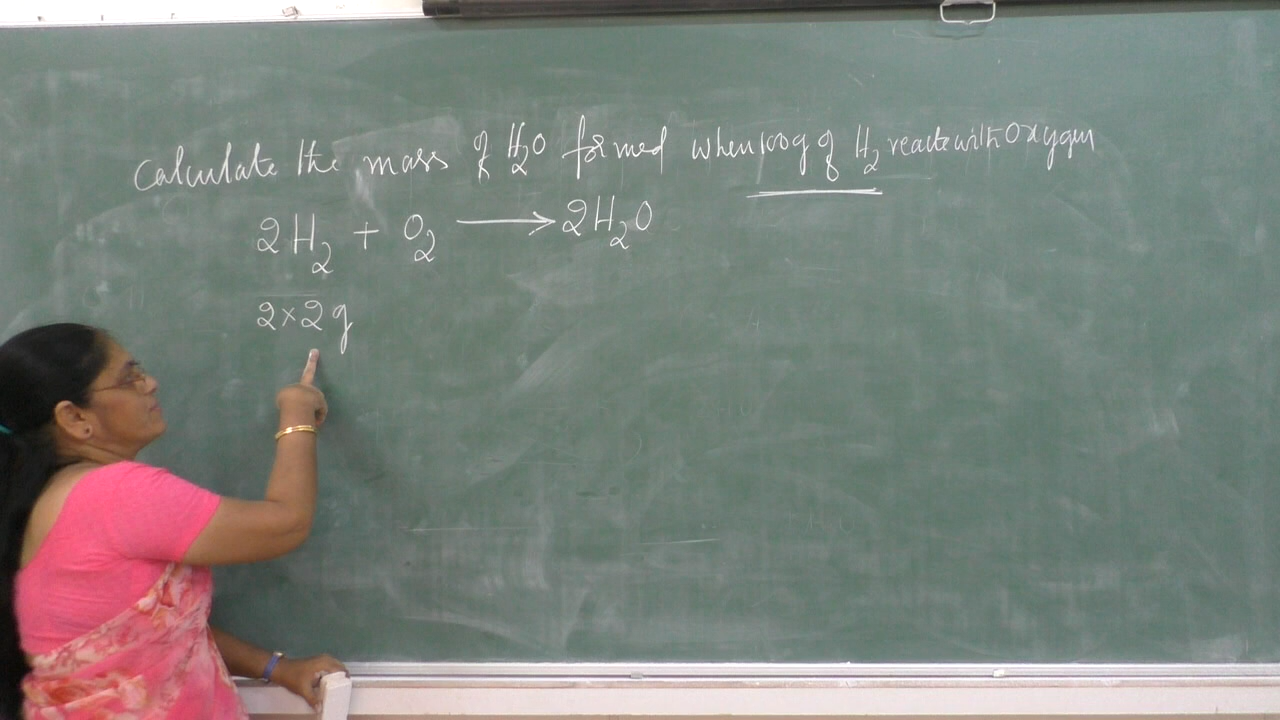 Calculate the mass of H₂O formed when 100g of H₂ reacts with Oxygen
2H₂ + O₂ ⟶ 2H₂O
2×2g